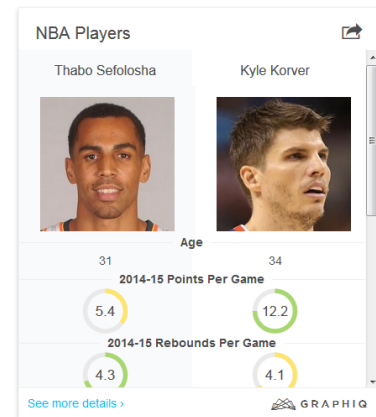 NBA Players
Thabo Sefolosha Kyle Korver
Age
31 34
2014-15 Points Per Game
5.4 12.2
2014-15 Rebounds Per Game
4.3 4.1
See more details › GRAPHIQ